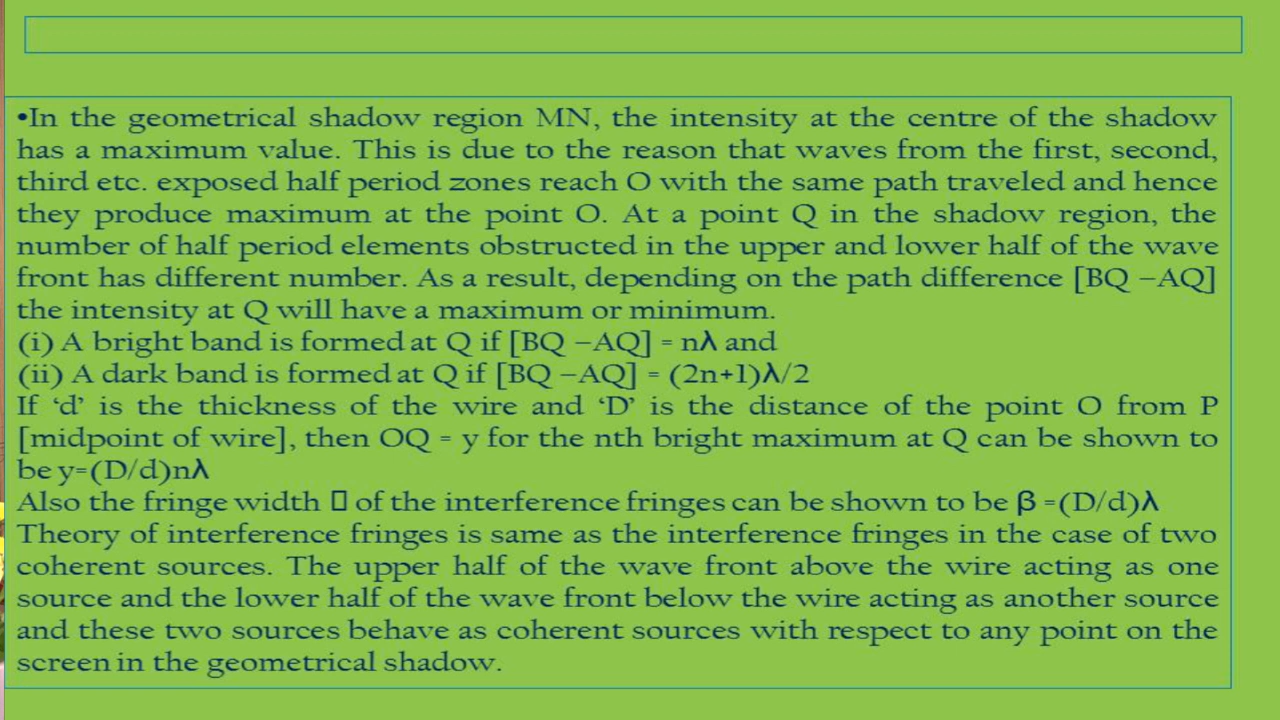 •In the geometrical shadow region MN, the intensity at the centre of the shadow
has a maximum value. This is due to the reason that waves from the first, second,
third etc. exposed half period zones reach O with the same path traveled and hence
they produce maximum at the point O. At a point Q in the shadow region, the
number of half period elements obstructed in the upper and lower half of the wave
front has different number. As a result, depending on the path difference [BQ –AQ]
the intensity at Q will have a maximum or minimum.
(i) A bright band is formed at Q if [BQ –AQ] = nλ and
(ii) A dark band is formed at Q if [BQ –AQ] = (2n+1)λ/2
If ‘d’ is the thickness of the wire and ‘D’ is the distance of the point O from P
[midpoint of wire], then OQ = y for the nth bright maximum at Q can be shown to
be y=(D/d)nλ
Also the fringe width  of the interference fringes can be shown to be β =(D/d)λ
Theory of interference fringes is same as the interference fringes in the case of two
coherent sources. The upper half of the wave front above the wire acting as one
source and the lower half of the wave front below the wire acting as another source
and these two sources behave as coherent sources with respect to any point on the
screen in the geometrical shadow.